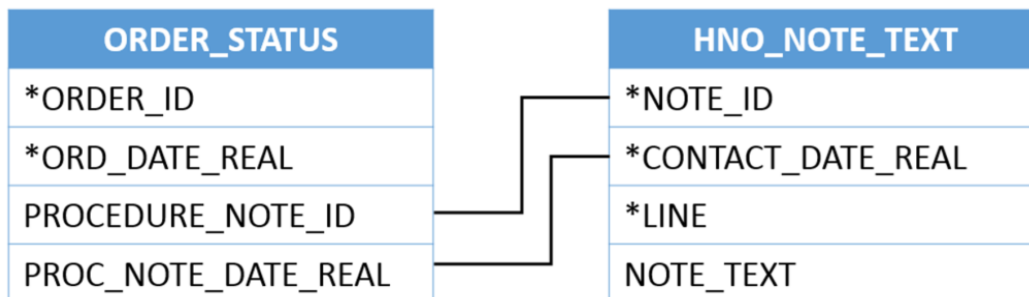 ORDER_STATUS
*ORDER_ID
*ORD_DATE_REAL
PROCEDURE_NOTE_ID
PROC_NOTE_DATE_REAL
HNO_NOTE_TEXT
*NOTE_ID
*CONTACT_DATE_REAL
*LINE
NOTE_TEXT